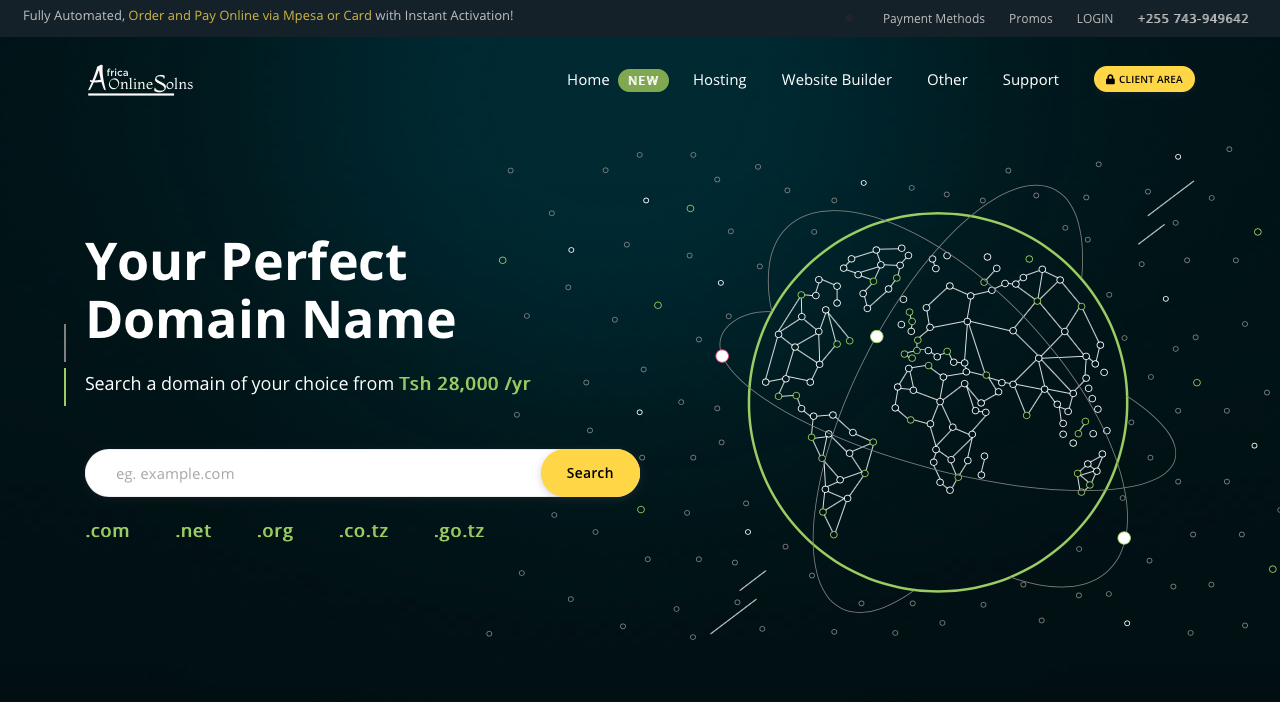 Fully Automated, Order and Pay Online via Mpesa or Card with Instant Activation!
Payment Methods Promos LOGIN +255 743-949642
Africa OnlineSolns
Home NEW Hosting Website Builder Other Support CLIENT AREA
Your Perfect
Domain Name
Search a domain of your choice from Tsh 28,000 /yr
eg. example.com Search
.com .net .org .co.tz .go.tz